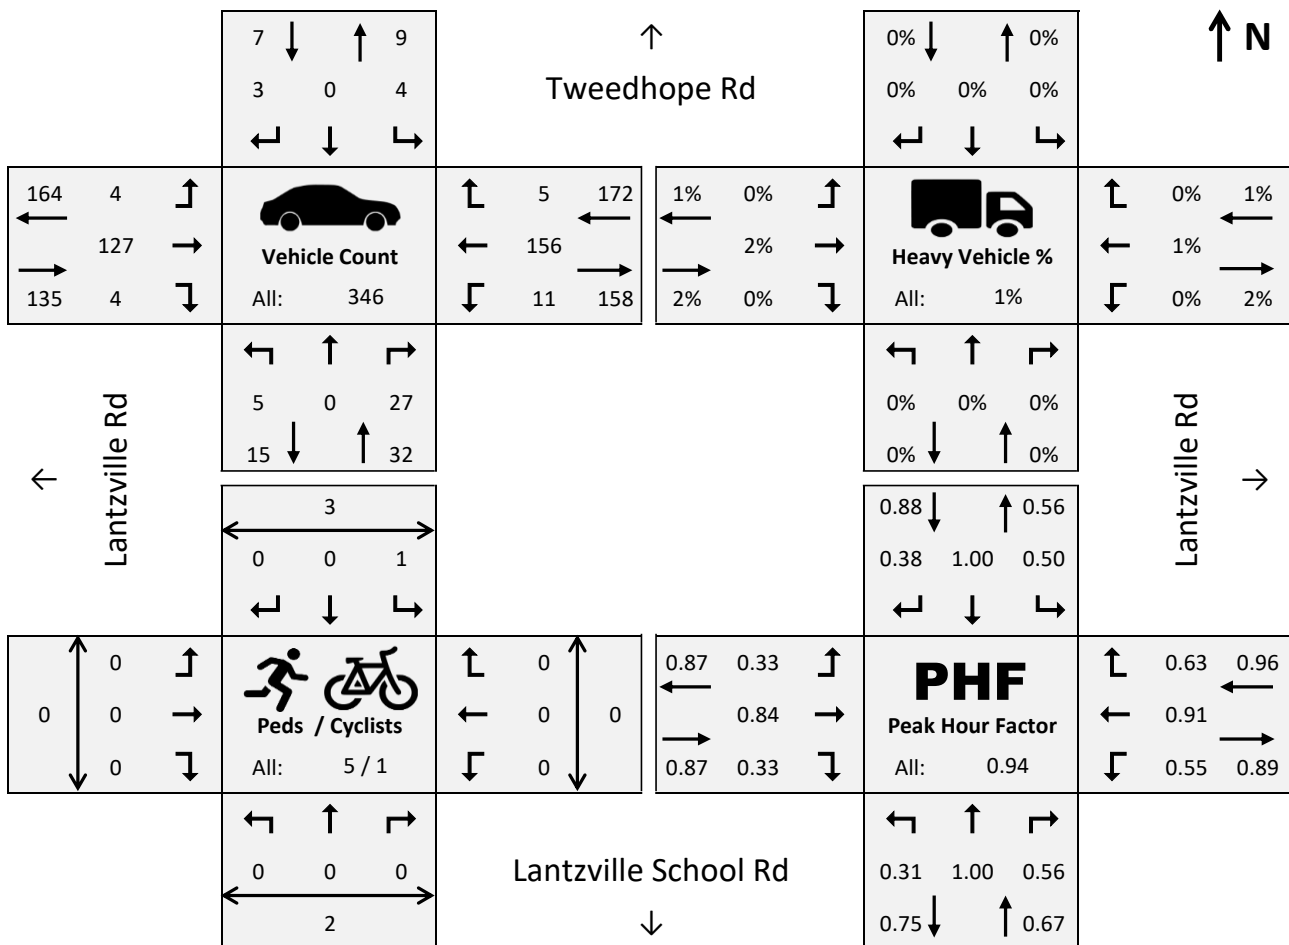 7 9 ↑ 0% 0% N
3 0 4 Tweedhope Rd 0% 0% 0%
164 4 5 172 1% 0% 0% 1%
127 156 2% 1%
Vehicle Count Heavy Vehicle %
135 4 All: 346 11 158 2% 0% All: 1% 0% 2%
5 0 27 0% 0% 0%
15 32 0% 0%
Lantzville Rd Lantzville Rd
← →
3 0.88 0.56
0 0 1 0.38 1.00 0.50
0 0 0.87 0.33 PHF 0.63 0.96
0 0 0 0 0.84 0.91
Peds / Cyclists Peak Hour Factor
0 All: 5 / 1 0 0.87 0.33 All: 0.94 0.55 0.89
0 0 0 Lantzville School Rd 0.31 1.00 0.56
2 ↓ 0.75 0.67